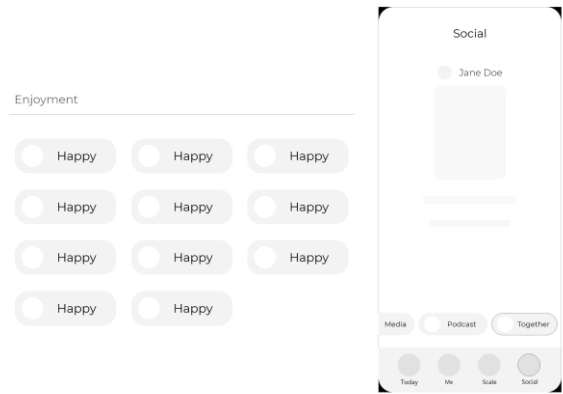 Enjoyment
Happy Happy Happy
Happy Happy Happy
Happy Happy Happy
Happy Happy
Social
Jane Doe
Media Podcast Together
Today Me Scale Social